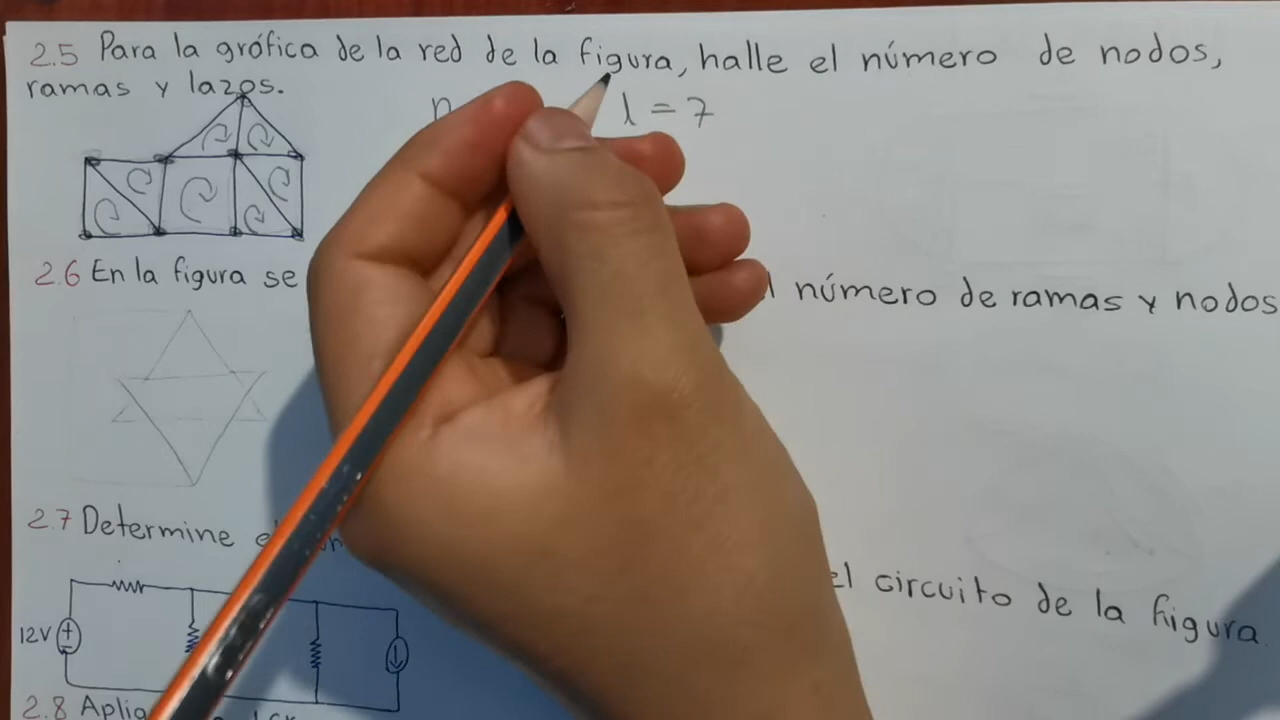 2.5 Para la gráfica de la red de la figura, halle el número de nodos,
ramas y lazos.
n l = 7
2.6 En la figura se número de ramas y nodos
2.7 Determine el circuito de la figura
12V
2.8